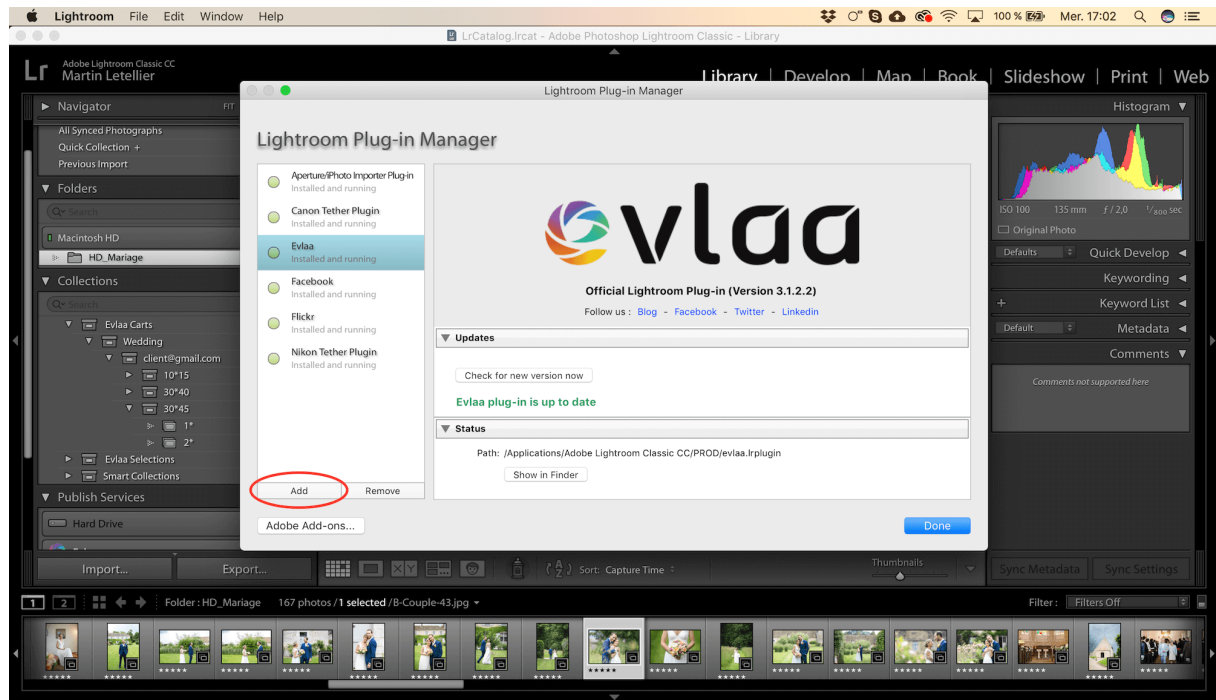 Lightroom File Edit Window Help
100 % Mer. 17:02
LrCatalog.lrcat - Adobe Photoshop Lightroom Classic - Library
Lr
Adobe Lightroom Classic CC
Martin Letellier
Library | Develop | Map | Book | Slideshow | Print | Web
Lightroom Plug-in Manager
Navigator FIT
All Synced Photographs
Quick Collection +
Previous Import
Folders
Search
Macintosh HD
HD_Mariage
Collections
Search
Evlaa Carts
Wedding
client@gmail.com
10*15
30*40
30*45
1*
2*
Evlaa Selections
Smart Collections
Publish Services
Hard Drive
Import... Export...
Lightroom Plug-in Manager
Aperture/iPhoto Importer Plug-in
Installed and running
Canon Tether Plugin
Installed and running
Evlaa
Installed and running
Facebook
Installed and running
Flickr
Installed and running
Nikon Tether Plugin
Installed and running
Add Remove
Adobe Add-ons...
evlaa
Official Lightroom Plug-in (Version 3.1.2.2)
Follow us : Blog - Facebook - Twitter - Linkedin
Updates
Check for new version now
Evlaa plug-in is up to date
Status
Path: /Applications/Adobe Lightroom Classic CC/PROD/evlaa.lrplugin
Show in Finder
Done
Histogram
ISO 100 135 mm ƒ / 2,0 1/800 sec
Original Photo
Defaults Quick Develop
Keywording
+ Keyword List
Default Metadata
Comments
Comments not supported here
X Y
A Z Sort: Capture Time
Thumbnails
Sync Metadata Sync Settings
1 2 Folder : HD_Mariage 167 photos / 1 selected / B-Couple-43.jpg
Filter : Filters Off